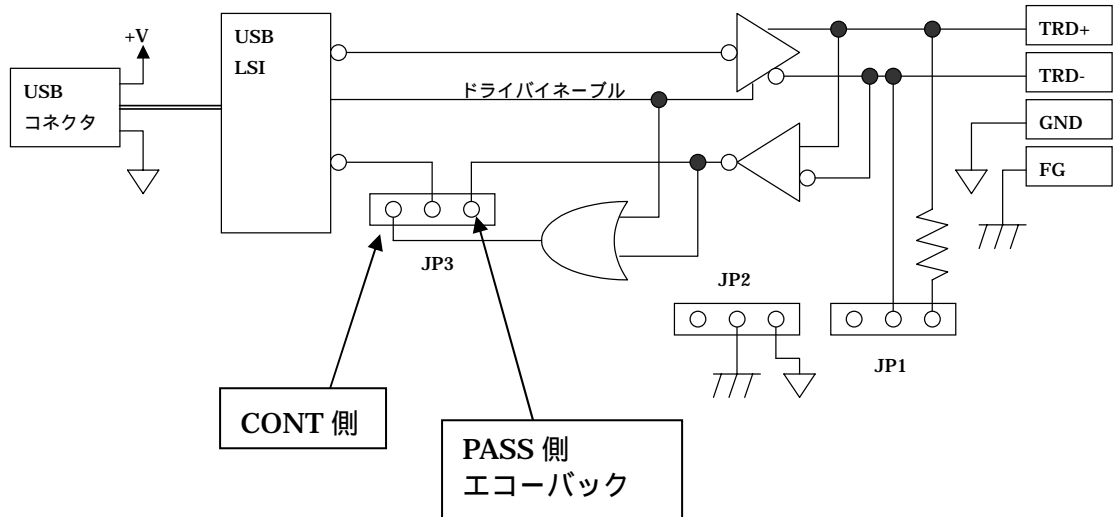 +V
USB
コネクタ
USB
LSI
ドライバイネーブル
TRD+
TRD-
GND
FG
JP3
JP2
JP1
CONT 側
PASS 側
エコーバック